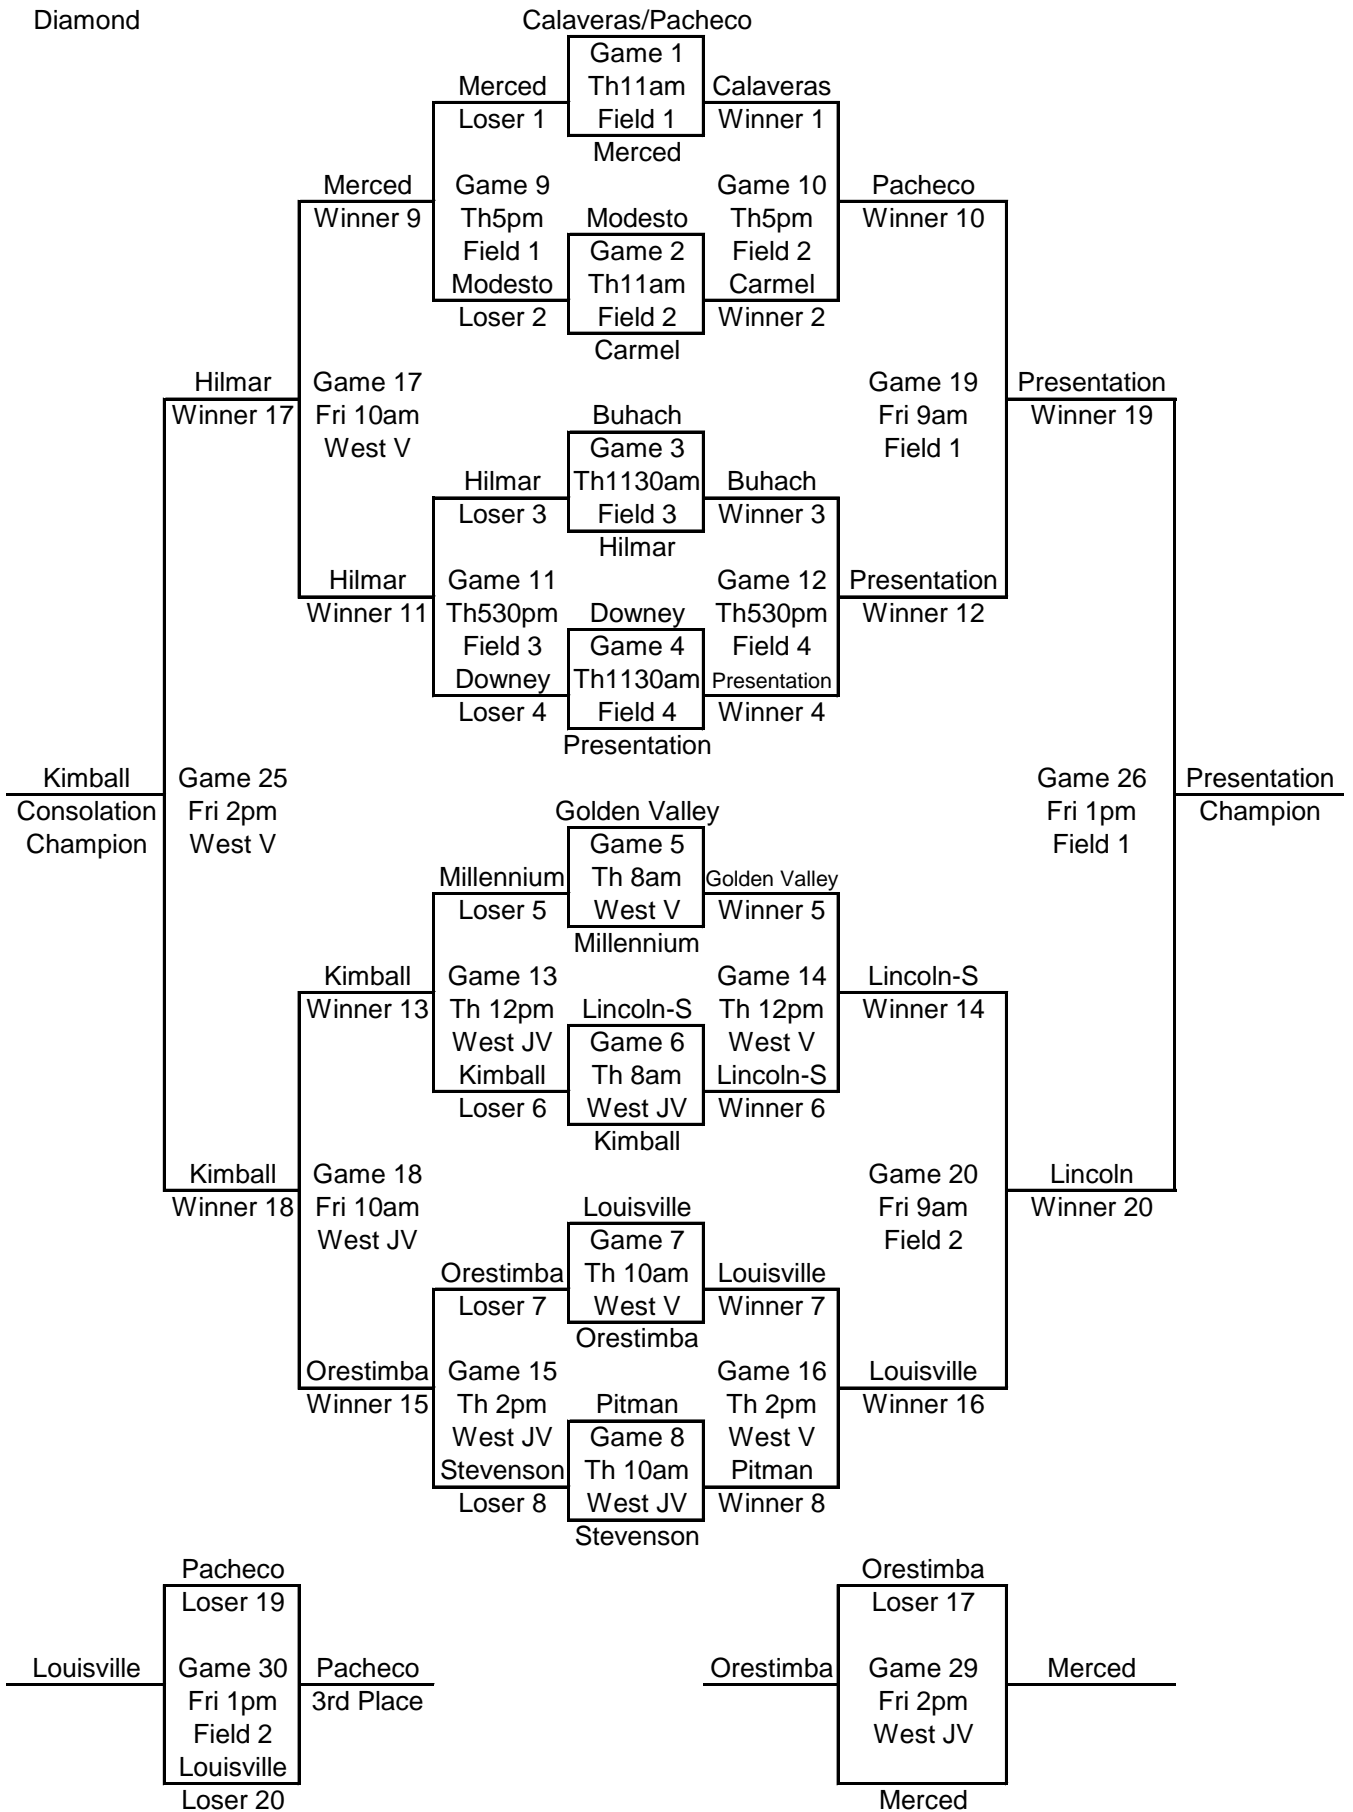 Diamond
Calaveras/Pacheco
Game 1
Merced Th11am Calaveras
Loser 1 Field 1 Winner 1
Merced
Merced Game 9 Game 10 Pacheco
Winner 9 Th5pm Modesto Th5pm Winner 10
Field 1 Game 2 Field 2
Modesto Th11am Carmel
Loser 2 Field 2 Winner 2
Carmel
Hilmar Game 17 Game 19 Presentation
Winner 17 Fri 10am Buhach Fri 9am Winner 19
West V Game 3 Field 1
Hilmar Th1130am Buhach
Loser 3 Field 3 Winner 3
Hilmar
Hilmar Game 11 Game 12 Presentation
Winner 11 Th530pm Downey Th530pm Winner 12
Field 3 Game 4 Field 4
Downey Th1130am Presentation
Loser 4 Field 4 Winner 4
Presentation
Kimball Game 25 Game 26 Presentation
Consolation Fri 2pm Golden Valley Fri 1pm Champion
Champion West V Game 5 Field 1
Millennium Th 8am Golden Valley
Loser 5 West V Winner 5
Millennium
Kimball Game 13 Game 14 Lincoln-S
Winner 13 Th 12pm Lincoln-S Th 12pm Winner 14
West JV Game 6 West V
Kimball Th 8am Lincoln-S
Loser 6 West JV Winner 6
Kimball
Kimball Game 18 Game 20 Lincoln
Winner 18 Fri 10am Louisville Fri 9am Winner 20
West JV Game 7 Field 2
Orestimba Th 10am Louisville
Loser 7 West V Winner 7
Orestimba
Orestimba Game 15 Game 16 Louisville
Winner 15 Th 2pm Pitman Th 2pm Winner 16
West JV Game 8 West V
Stevenson Th 10am Pitman
Loser 8 West JV Winner 8
Stevenson
Pacheco Orestimba
Loser 19 Loser 17
Louisville Game 30 Pacheco Orestimba Game 29 Merced
Fri 1pm 3rd Place Fri 2pm
Field 2 West JV
Louisville
Loser 20 Merced